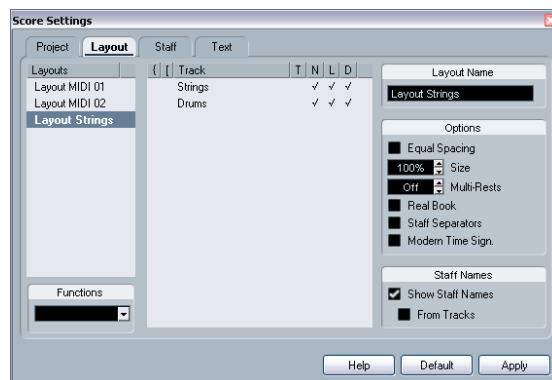 Score Settings
Project Layout Staff Text
Layouts
Layout MIDI 01
Layout MIDI 02
Layout Strings
Functions
{ [ Track T N L D
Strings √ √ √
Drums √ √ √
Layout Name
Layout Strings
Options
Equal Spacing
100% Size
Off Multi-Rests
Real Book
Staff Separators
Modern Time Sign.
Staff Names
Show Staff Names
From Tracks
Help Default Apply